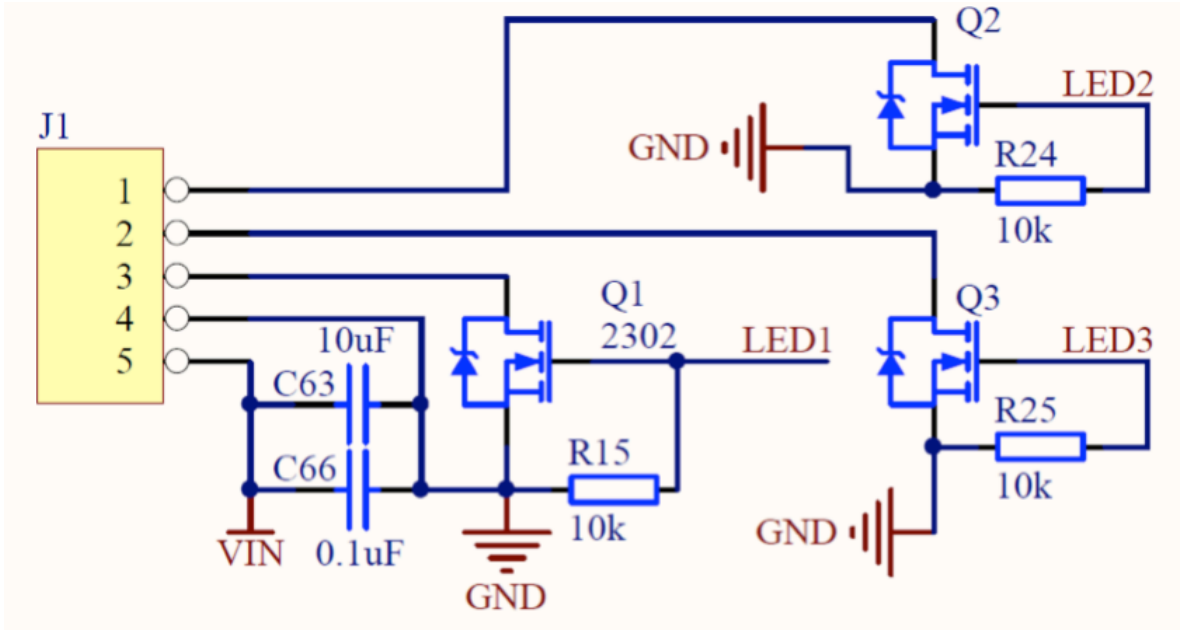 Q2
LED2
J1
GND
R24
1
10k
2
3
Q1
Q3
4
10uF
2302
LED1
LED3
5
C63
R25
R15
C66
10k
10k
GND
VIN
0.1uF
GND